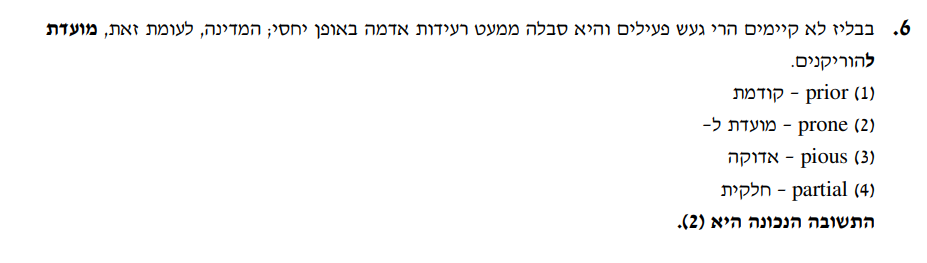 6. בבליז לא קיימים הרי געש פעילים והיא סבלה ממעט רעידות אדמה באופן יחסי; המדינה, לעומת זאת, מועדת
להוריקנים.
(1) prior – קודמת
(2) prone – מועדת ל–
(3) pious – אדוקה
(4) partial – חלקית
התשובה הנכונה היא (2).